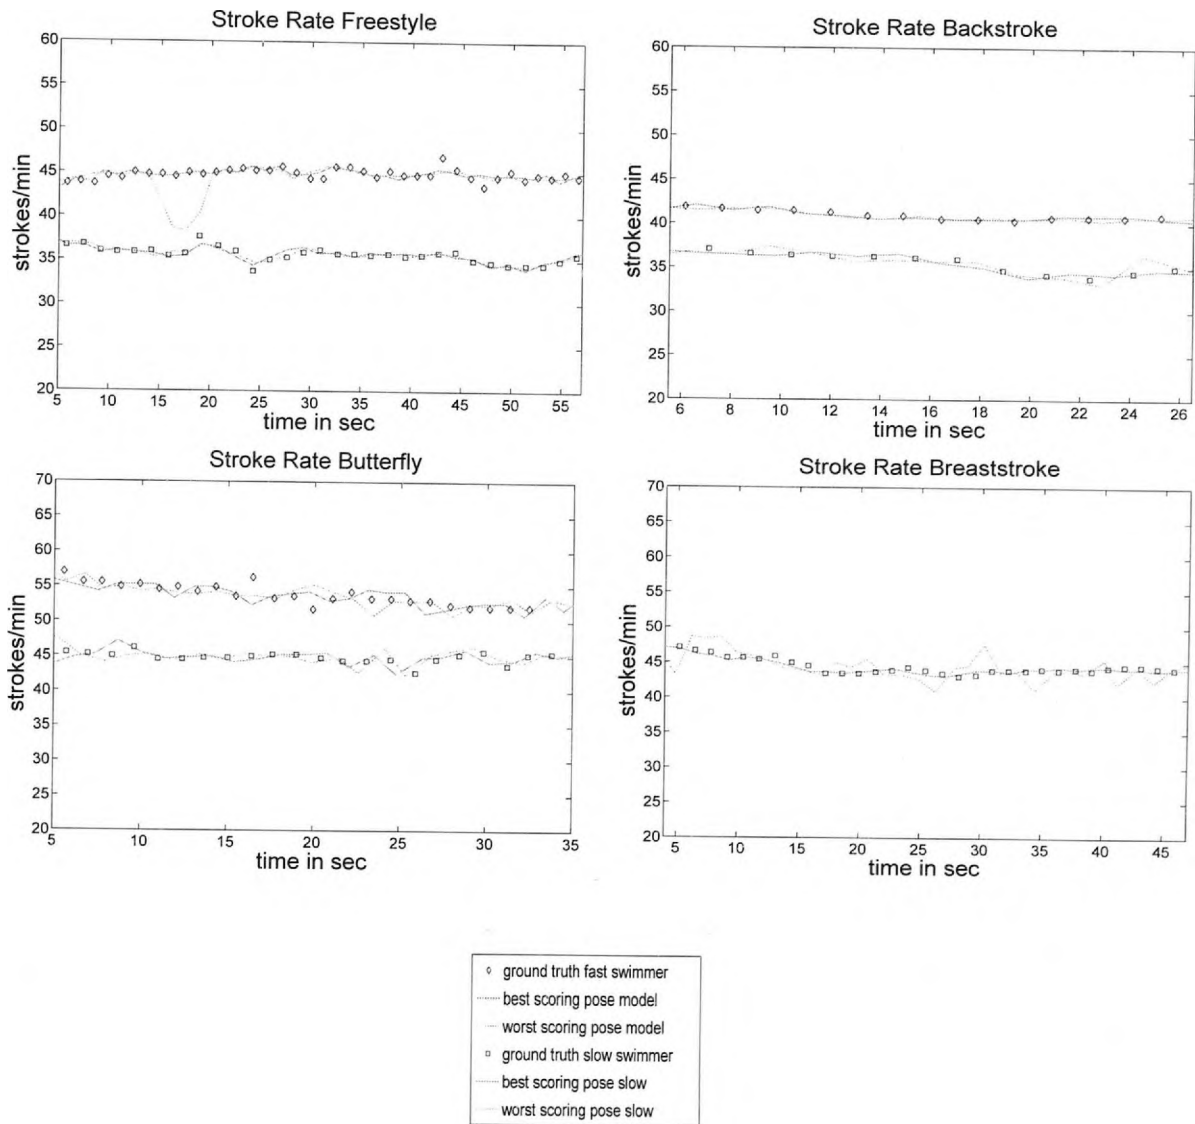 Stroke Rate Freestyle
60
55
50
45
40
35
30
25
20
strokes/min
5 10 15 20 25 30 35 40 45 50 55
time in sec
Stroke Rate Backstroke
60
55
50
45
40
35
30
25
20
strokes/min
6 8 10 12 14 16 18 20 22 24 26
time in sec
Stroke Rate Butterfly
70
65
60
55
50
45
40
35
30
25
20
strokes/min
5 10 15 20 25 30 35
time in sec
Stroke Rate Breaststroke
70
65
60
55
50
45
40
35
30
25
20
strokes/min
5 10 15 20 25 30 35 40 45
time in sec
ground truth fast swimmer
best scoring pose model
worst scoring pose model
ground truth slow swimmer
best scoring pose slow
worst scoring pose slow